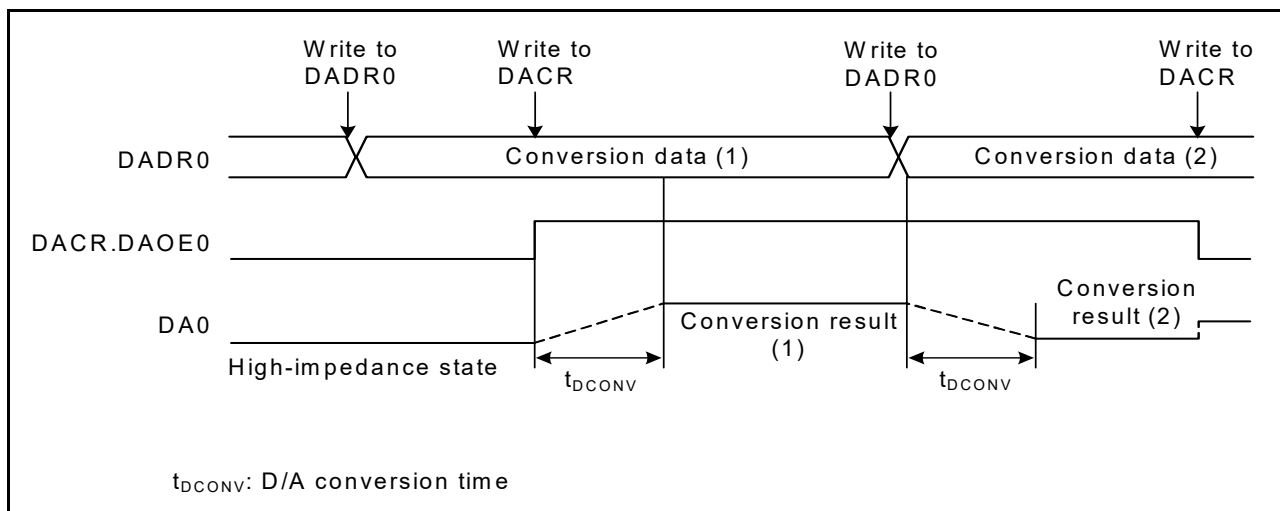 Write to
DADR0
Write to
DACR
Write to
DADR0
Write to
DACR
DADR0
Conversion data (1)
Conversion data (2)
DACR.DAOE0
DA0
Conversion result
(1)
Conversion
result (2)
High-impedance state
tDCONV
tDCONV
tDCONV: D/A conversion time